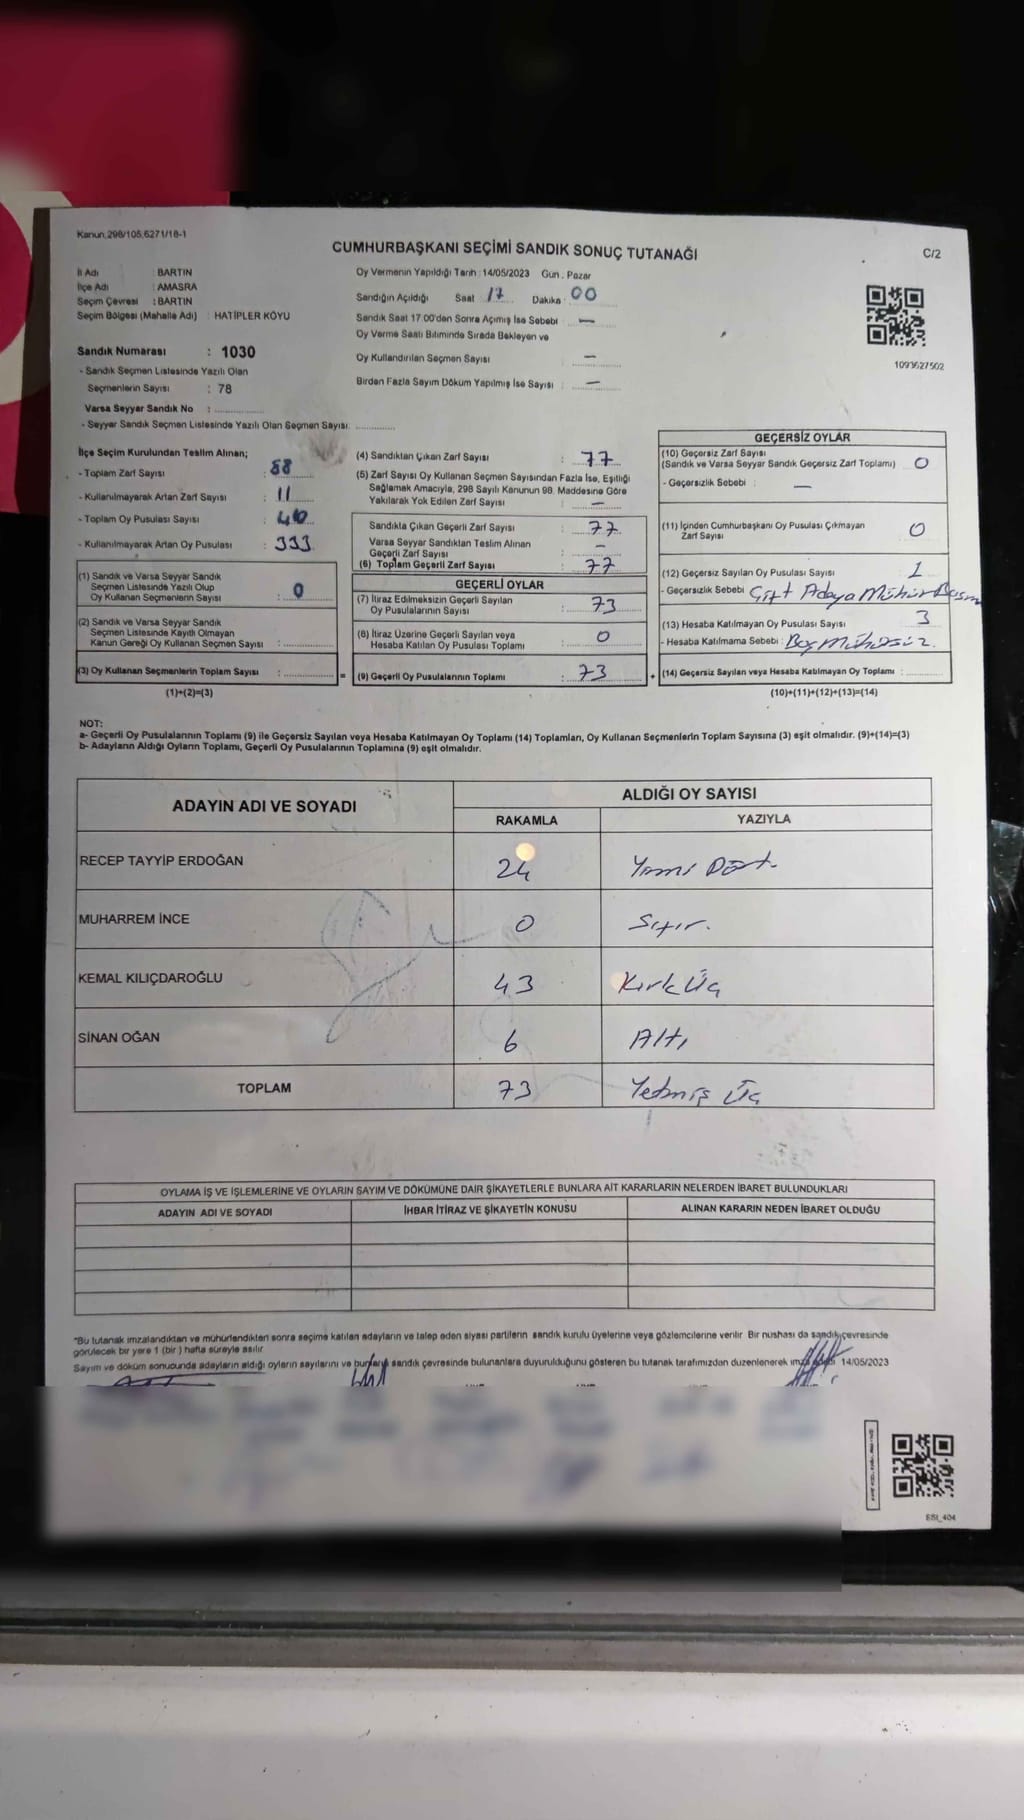 Kanun.298/105,6271/18-1
CUMHURBAŞKANI SEÇİMİ SANDIK SONUÇ TUTANAĞI
C/2
İl Adı : BARTIN
İlçe Adı : AMASRA
Seçim Çevresi : BARTIN
Seçim Bölgesi (Mahalle Adı) : HATİPLER KÖYÜ
Oy Vermenin Yapıldığı Tarih : 14/05/2023 Gün : Pazar
Sandığın Açıldığı Saat : 17 Dakika : 00
Sandık Saat 17.00'den Sonra Açımış İse Sebebi : —
Oy Verme Saati Bitiminde Sırada Bekleyen ve
Oy Kullandırılan Seçmen Sayısı : —
Birden Fazla Sayım Döküm Yapılmış İse Sayısı : —
1093627502
Sandık Numarası : 1030
- Sandık Seçmen Listesinde Yazılı Olan
Seçmenlerin Sayısı : 78
Varsa Seyyar Sandık No :
- Seyyar Sandık Seçmen Listesinde Yazılı Olan Seçmen Sayısı:
İlçe Seçim Kurulundan Teslim Alınan;
- Toplam Zarf Sayısı : 88
- Kullanılmayarak Artan Zarf Sayısı : 11
- Toplam Oy Pusulası Sayısı :
- Kullanılmayarak Artan Oy Pusulası : 333
(1) Sandık ve Varsa Seyyar Sandık
Seçmen Listesinde Yazılı Olup
Oy Kullanan Seçmenlerin Sayısı : 0
(2) Sandık ve Varsa Seyyar Sandık
Seçmen Listesinde Kayıtlı Olmayan
Kanun Gereği Oy Kullanan Seçmen Sayısı :
(3) Oy Kullanan Seçmenlerin Toplam Sayısı : =
(1)+(2)=(3)
(4) Sandıktan Çıkan Zarf Sayısı : 77
(5) Zarf Sayısı Oy Kullanan Seçmen Sayısından Fazla İse, Eşitliği
Sağlamak Amacıyla, 298 Sayılı Kanunun 98. Maddesine Göre
Yakılarak Yok Edilen Zarf Sayısı : —
Sandıkta Çıkan Geçerli Zarf Sayısı : 77
Varsa Seyyar Sandıktan Teslim Alınan
Geçerli Zarf Sayısı : —
(6) Toplam Geçerli Zarf Sayısı : 77
GEÇERLİ OYLAR
(7) İtiraz Edilmeksizin Geçerli Sayılan
Oy Pusulalarının Sayısı : 73
(8) İtiraz Üzerine Geçerli Sayılan veya
Hesaba Katılan Oy Pusulası Toplamı : 0
(9) Geçerli Oy Pusulalarının Toplamı : 73 +
GEÇERSİZ OYLAR
(10) Geçersiz Zarf Sayısı
(Sandık ve Varsa Seyyar Sandık Geçersiz Zarf Toplamı) : 0
- Geçersizlik Sebebi : —
(11) İçinden Cumhurbaşkanı Oy Pusulası Çıkmayan
Zarf Sayısı : 0
(12) Geçersiz Sayılan Oy Pusulası Sayısı : 1
- Geçersizlik Sebebi Çift Adaya Mühür Basm
(13) Hesaba Katılmayan Oy Pusulası Sayısı : 3
- Hesaba Katılmama Sebebi : Boş Mühürsüz.
(14) Geçersiz Sayılan veya Hesaba Katılmayan Oy Toplamı :
(10)+(11)+(12)+(13)=(14)
NOT:
a- Geçerli Oy Pusulalarının Toplamı (9) ile Geçersiz Sayılan veya Hesaba Katılmayan Oy Toplamı (14) Toplamları, Oy Kullanan Seçmenlerin Toplam Sayısına (3) eşit olmalıdır. (9)+(14)=(3)
b- Adayların Aldığı Oyların Toplamı, Geçerli Oy Pusulalarının Toplamına (9) eşit olmalıdır.
ADAYIN ADI VE SOYADI
ALDIĞI OY SAYISI
RAKAMLA YAZIYLA
RECEP TAYYİP ERDOĞAN 24 Yirmi Dört
MUHARREM İNCE 0 Sıfır.
KEMAL KILIÇDAROĞLU 43 Kırk Üç
SİNAN OĞAN 6 Altı
TOPLAM 73 Yetmiş Üç
OYLAMA İŞ VE İŞLEMLERİNE VE OYLARIN SAYIM VE DÖKÜMÜNE DAİR ŞİKAYETLERLE BUNLARA AİT KARARLARIN NELERDEN İBARET BULUNDUKLARI
ADAYIN ADI VE SOYADI İHBAR İTİRAZ VE ŞİKAYETİN KONUSU ALINAN KARARIN NEDEN İBARET OLDUĞU
*Bu tutanak imzalandıktan ve mühürlendikten sonra seçime katılan adayların ve talep eden siyasi partilerin sandık kurulu üyelerine veya gözlemcilerine verilir. Bir nüshası da sandık çevresinde
görülecek bir yere 1 (bir) hafta süreyle asılır.
Sayım ve döküm sonucunda adayların aldığı oyların sayılarını ve bunların sandık çevresinde bulunanlara duyurulduğunu gösteren bu tutanak tarafımızdan düzenlenerek imza edildi. 14/05/2023